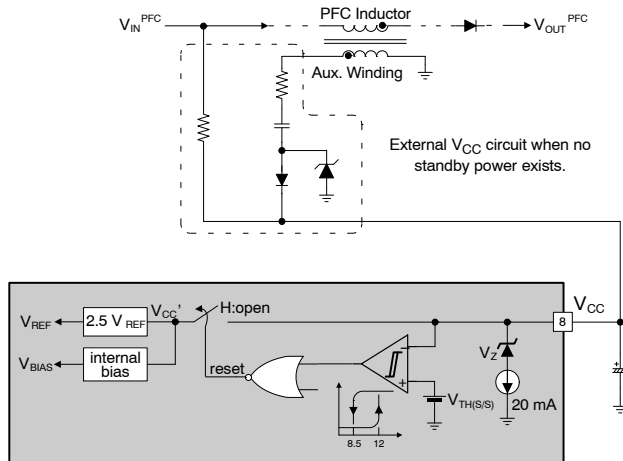 PFC Inductor
V_IN^PFC
V_OUT^PFC
Aux. Winding
External V_CC circuit when no
standby power exists.
V_CC
8
V_CC'
H:open
V_REF
2.5 V_REF
V_BIAS
internal
bias
reset
V_Z
V_TH(S/S)
20 mA
8.5
12
+
−
+